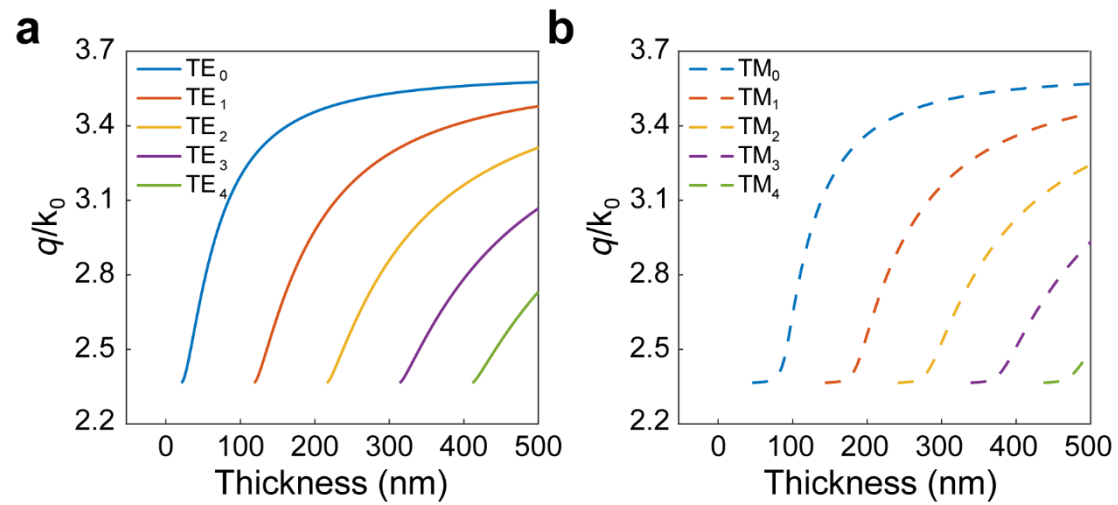 a
3.7
3.4
3.1
2.8
2.5
2.2
q/k₀
TE₀
TE₁
TE₂
TE₃
TE₄
0 100 200 300 400 500
Thickness (nm)
b
3.7
3.4
3.1
2.8
2.5
2.2
q/k₀
TM₀
TM₁
TM₂
TM₃
TM₄
0 100 200 300 400 500
Thickness (nm)